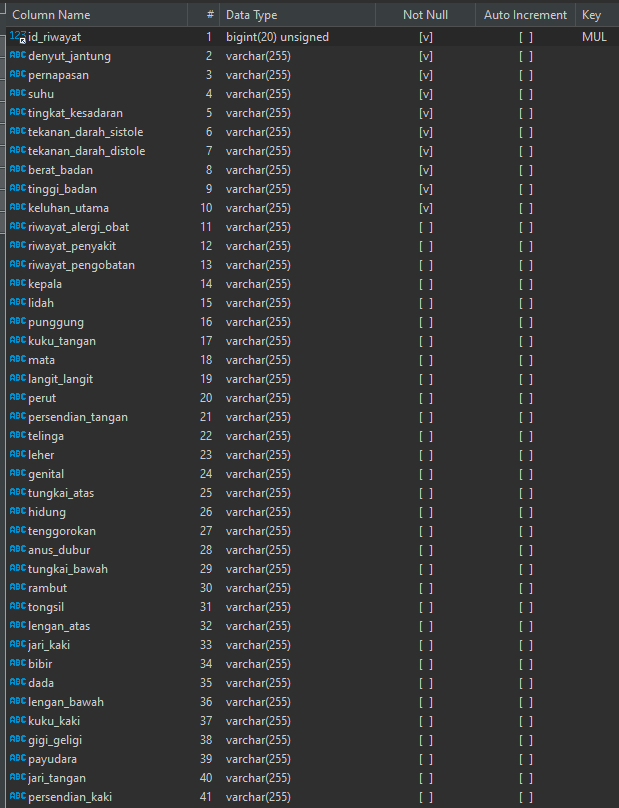 Column Name # Data Type Not Null Auto Increment Key
123 id_riwayat 1 bigint(20) unsigned [v] [ ] MUL
ABC denyut_jantung 2 varchar(255) [v] [ ]
ABC pernapasan 3 varchar(255) [v] [ ]
ABC suhu 4 varchar(255) [v] [ ]
ABC tingkat_kesadaran 5 varchar(255) [v] [ ]
ABC tekanan_darah_sistole 6 varchar(255) [v] [ ]
ABC tekanan_darah_distole 7 varchar(255) [v] [ ]
ABC berat_badan 8 varchar(255) [v] [ ]
ABC tinggi_badan 9 varchar(255) [v] [ ]
ABC keluhan_utama 10 varchar(255) [v] [ ]
ABC riwayat_alergi_obat 11 varchar(255) [ ] [ ]
ABC riwayat_penyakit 12 varchar(255) [ ] [ ]
ABC riwayat_pengobatan 13 varchar(255) [ ] [ ]
ABC kepala 14 varchar(255) [ ] [ ]
ABC lidah 15 varchar(255) [ ] [ ]
ABC punggung 16 varchar(255) [ ] [ ]
ABC kuku_tangan 17 varchar(255) [ ] [ ]
ABC mata 18 varchar(255) [ ] [ ]
ABC langit_langit 19 varchar(255) [ ] [ ]
ABC perut 20 varchar(255) [ ] [ ]
ABC persendian_tangan 21 varchar(255) [ ] [ ]
ABC telinga 22 varchar(255) [ ] [ ]
ABC leher 23 varchar(255) [ ] [ ]
ABC genital 24 varchar(255) [ ] [ ]
ABC tungkai_atas 25 varchar(255) [ ] [ ]
ABC hidung 26 varchar(255) [ ] [ ]
ABC tenggorokan 27 varchar(255) [ ] [ ]
ABC anus_dubur 28 varchar(255) [ ] [ ]
ABC tungkai_bawah 29 varchar(255) [ ] [ ]
ABC rambut 30 varchar(255) [ ] [ ]
ABC tongsil 31 varchar(255) [ ] [ ]
ABC lengan_atas 32 varchar(255) [ ] [ ]
ABC jari_kaki 33 varchar(255) [ ] [ ]
ABC bibir 34 varchar(255) [ ] [ ]
ABC dada 35 varchar(255) [ ] [ ]
ABC lengan_bawah 36 varchar(255) [ ] [ ]
ABC kuku_kaki 37 varchar(255) [ ] [ ]
ABC gigi_geligi 38 varchar(255) [ ] [ ]
ABC payudara 39 varchar(255) [ ] [ ]
ABC jari_tangan 40 varchar(255) [ ] [ ]
ABC persendian_kaki 41 varchar(255) [ ] [ ]